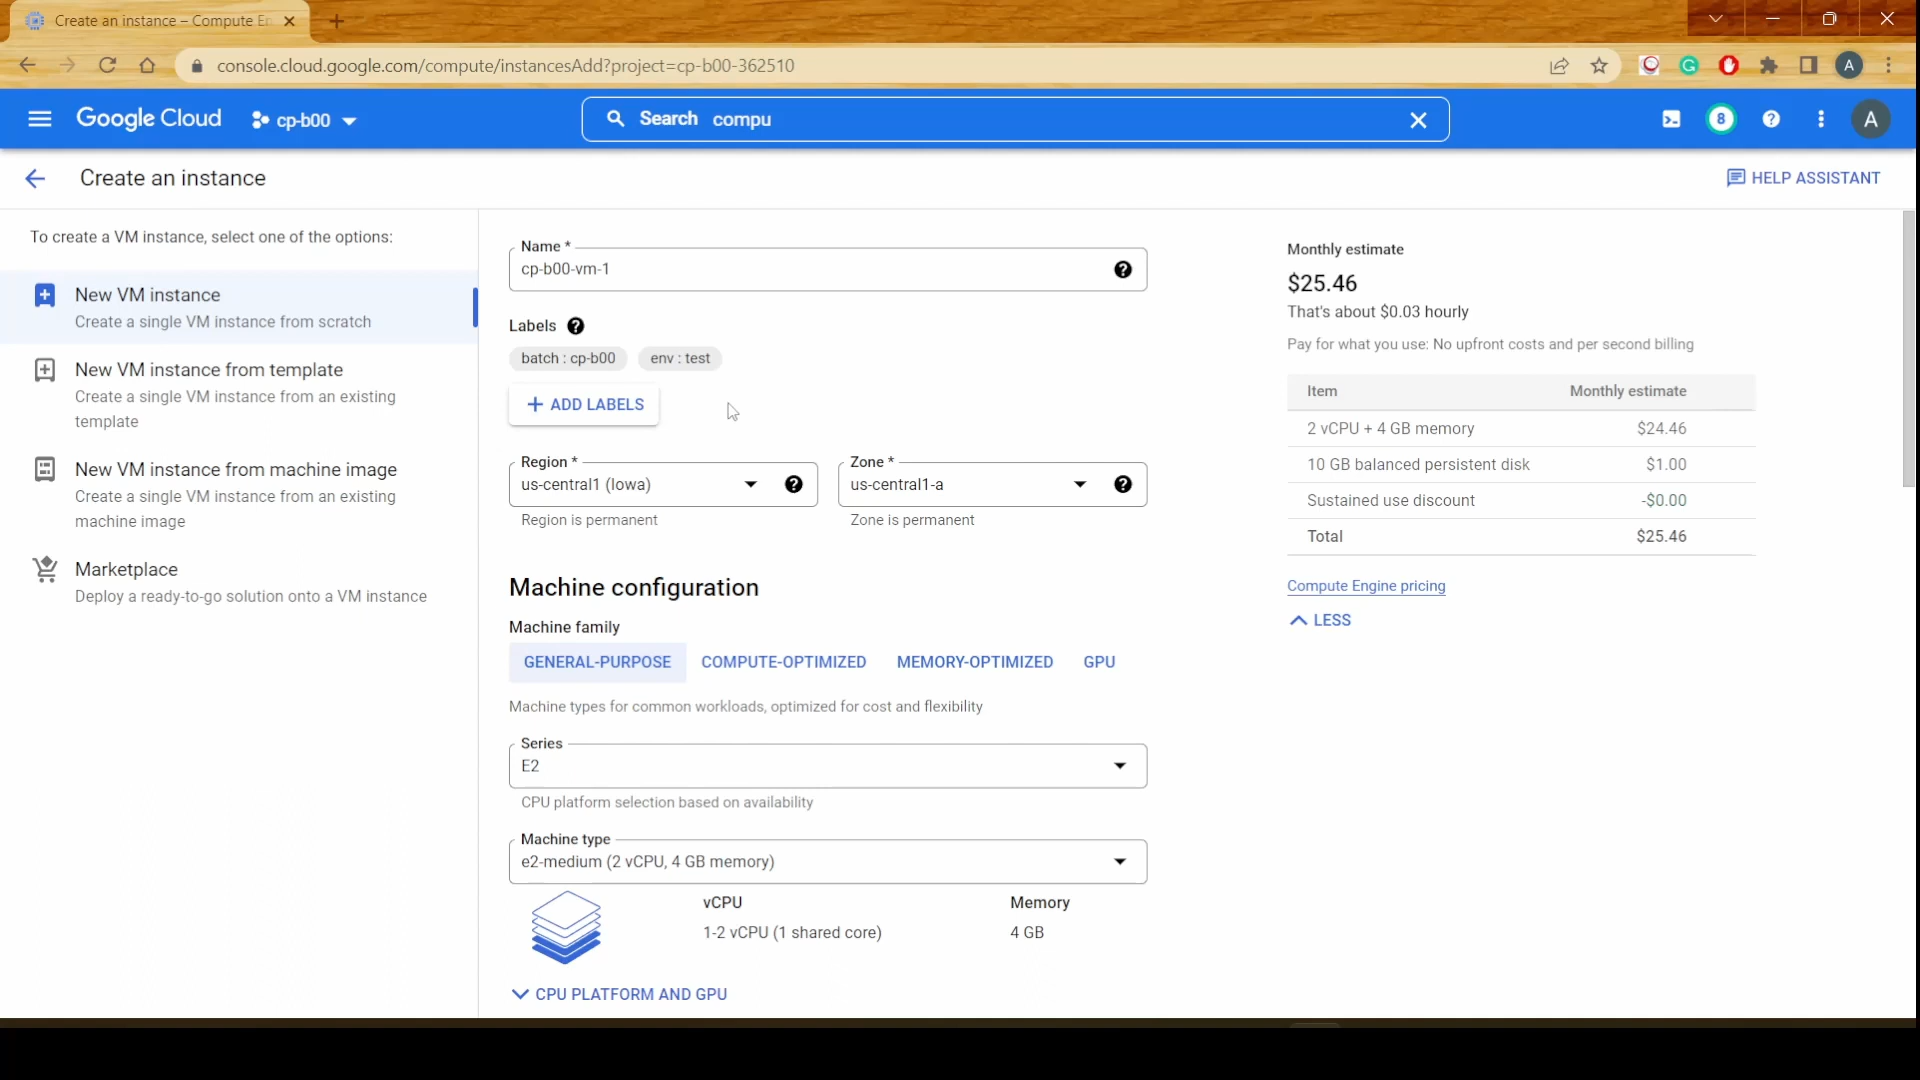 Create an instance – Compute En
console.cloud.google.com/compute/instancesAdd?project=cp-b00-362510
A
Google Cloud
cp-b00
Search compu
8
A
Create an instance
HELP ASSISTANT
To create a VM instance, select one of the options:
New VM instance
Create a single VM instance from scratch
New VM instance from template
Create a single VM instance from an existing
template
New VM instance from machine image
Create a single VM instance from an existing
machine image
Marketplace
Deploy a ready-to-go solution onto a VM instance
Name *
cp-b00-vm-1
Labels
batch : cp-b00 env : test
+ ADD LABELS
Region *
us-central1 (Iowa)
Region is permanent
Zone *
us-central1-a
Zone is permanent
Machine configuration
Machine family
GENERAL-PURPOSE COMPUTE-OPTIMIZED MEMORY-OPTIMIZED GPU
Machine types for common workloads, optimized for cost and flexibility
Series
E2
CPU platform selection based on availability
Machine type
e2-medium (2 vCPU, 4 GB memory)
vCPU Memory
1-2 vCPU (1 shared core) 4 GB
CPU PLATFORM AND GPU
Monthly estimate
$25.46
That's about $0.03 hourly
Pay for what you use: No upfront costs and per second billing
Item Monthly estimate
2 vCPU + 4 GB memory $24.46
10 GB balanced persistent disk $1.00
Sustained use discount -$0.00
Total $25.46
Compute Engine pricing
LESS